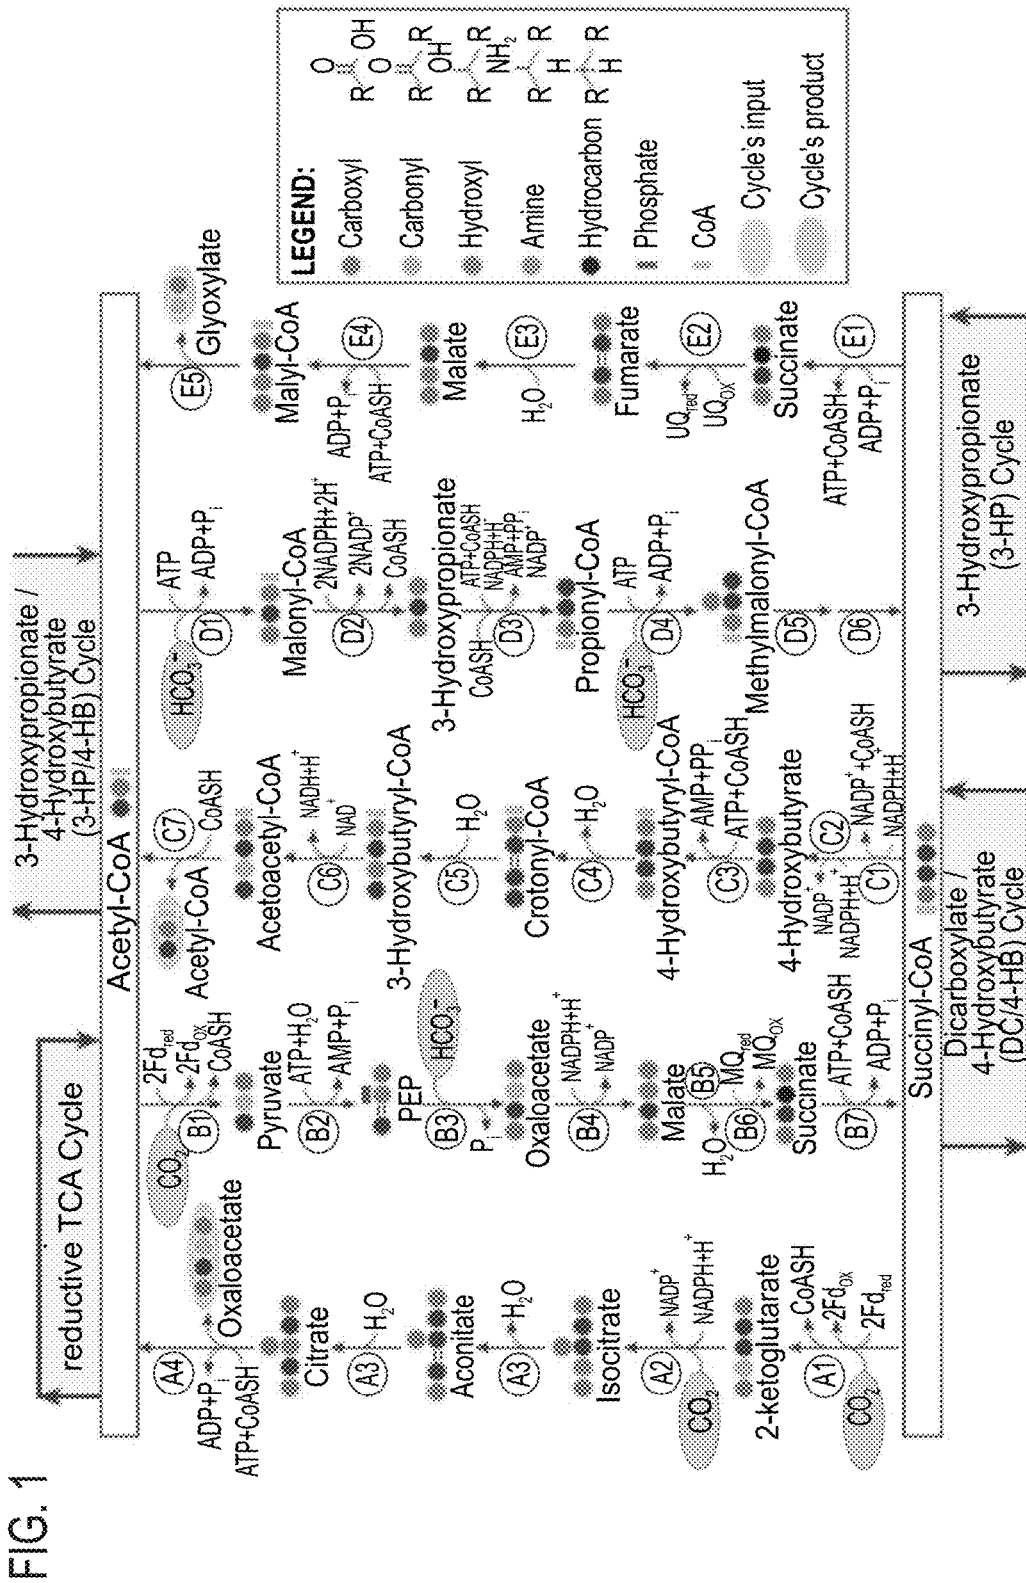 FIG. 1
reductive TCA Cycle
3-Hydroxypropionate /
4-Hydroxybutyrate
(3-HP/4-HB) Cycle
Acetyl-CoA
A4
ADP+Pi
ATP+CoASH
Oxaloacetate
Citrate
A3
H2O
Aconitate
A3
H2O
Isocitrate
A2
NADP+
NADPH+H+
CO2
2-ketoglutarate
A1
CoASH
2FdOX
2Fdred
CO2
CO2
2Fdred
2FdOX
CoASH
B1
Pyruvate
ATP+H2O
AMP+Pi
B2
PEP
HCO3−
B3
Pi
Oxaloacetate
NADPH+H+
NADP+
B4
Malate
B5
H2O
MQred
MQOX
B6
Succinate
ATP+CoASH
ADP+Pi
B7
C7
CoASH
Acetyl-CoA
Acetoacetyl-CoA
NADH+H+
NAD+
C6
3-Hydroxybutyryl-CoA
C5
H2O
Crotonyl-CoA
C4
H2O
4-Hydroxybutyryl-CoA
AMP+PPi
ATP+CoASH
C3
4-Hydroxybutyrate
C2
NADP+
NADPH+H+
NADP++CoASH
NADPH+H+
C1
ATP
HCO3−
ADP+Pi
D1
Malonyl-CoA
2NADPH+2H+
2NADP+
CoASH
D2
3-Hydroxypropionate
ATP+CoASH
NADPH+H+
AMP+PPi
NADP+
CoASH
D3
Propionyl-CoA
ATP
HCO3−
ADP+Pi
D4
Methylmalonyl-CoA
D5
D6
Glyoxylate
E5
Malyl-CoA
E4
ADP+Pi
ATP+CoASH
Malate
E3
H2O
Fumarate
E2
UQred
UQOX
Succinate
E1
ATP+CoASH
ADP+Pi
Succinyl-CoA
Dicarboxylate /
4-Hydroxybutyrate
(DC/4-HB) Cycle
3-Hydroxypropionate
(3-HP) Cycle
LEGEND:
Carboxyl
R O OH
Carbonyl
R O R
Hydroxyl
R OH R
Amine
R NH2 R
Hydrocarbon
R H H R
Phosphate
CoA
Cycle's input
Cycle's product